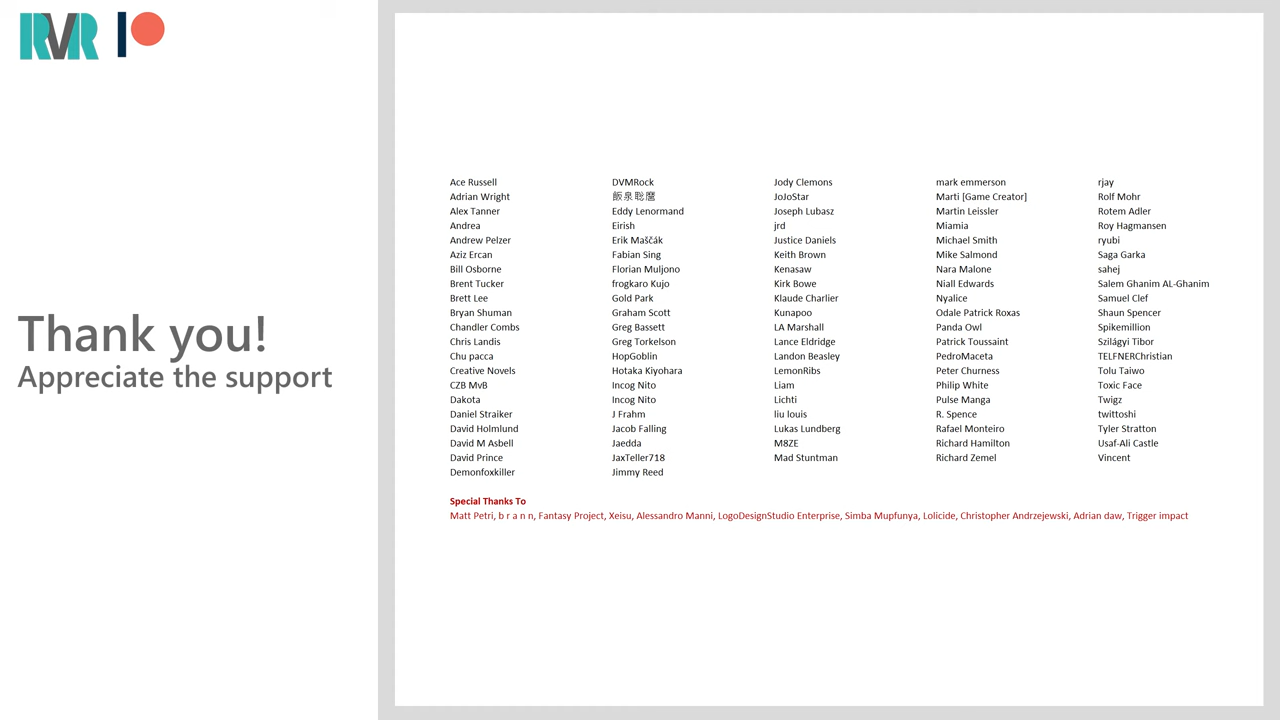 RVR
Thank you!
Appreciate the support
Ace Russell
Adrian Wright
Alex Tanner
Andrea
Andrew Pelzer
Aziz Ercan
Bill Osborne
Brent Tucker
Brett Lee
Bryan Shuman
Chandler Combs
Chris Landis
Chu pacca
Creative Novels
CZB MvB
Dakota
Daniel Straiker
David Holmlund
David M Asbell
David Prince
Demonfoxkiller
DVMRock
飯泉聡麿
Eddy Lenormand
Eirish
Erik Maščák
Fabian Sing
Florian Muljono
frogkaro Kujo
Gold Park
Graham Scott
Greg Bassett
Greg Torkelson
HopGoblin
Hotaka Kiyohara
Incog Nito
Incog Nito
J Frahm
Jacob Falling
Jaedda
JaxTeller718
Jimmy Reed
Jody Clemons
JoJoStar
Joseph Lubasz
jrd
Justice Daniels
Keith Brown
Kenasaw
Kirk Bowe
Klaude Charlier
Kunapoo
LA Marshall
Lance Eldridge
Landon Beasley
LemonRibs
Liam
Lichti
liu louis
Lukas Lundberg
M8ZE
Mad Stuntman
mark emmerson
Marti [Game Creator]
Martin Leissler
Miamia
Michael Smith
Mike Salmond
Nara Malone
Niall Edwards
Nyalice
Odale Patrick Roxas
Panda Owl
Patrick Toussaint
PedroMaceta
Peter Churness
Philip White
Pulse Manga
R. Spence
Rafael Monteiro
Richard Hamilton
Richard Zemel
rjay
Rolf Mohr
Rotem Adler
Roy Hagmansen
ryubi
Saga Garka
sahej
Salem Ghanim AL-Ghanim
Samuel Clef
Shaun Spencer
Spikemillion
Szilágyi Tibor
TELFNERChristian
Tolu Taiwo
Toxic Face
Twigz
twittoshi
Tyler Stratton
Usaf-Ali Castle
Vincent
Special Thanks To
Matt Petri, b r a n n, Fantasy Project, Xeisu, Alessandro Manni, LogoDesignStudio Enterprise, Simba Mupfunya, Lolicide, Christopher Andrzejewski, Adrian daw, Trigger impact